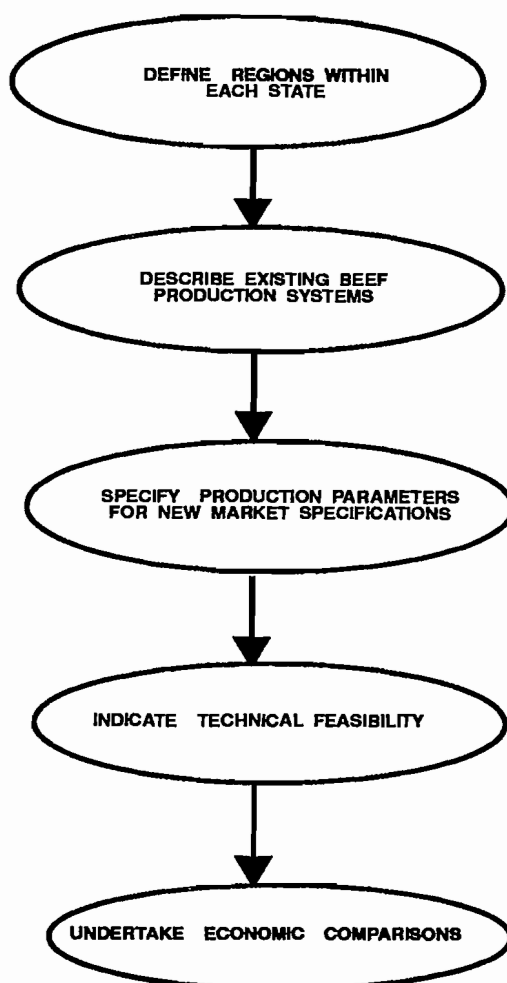 DEFINE REGIONS WITHIN
EACH STATE
DESCRIBE EXISTING BEEF
PRODUCTION SYSTEMS
SPECIFY PRODUCTION PARAMETERS
FOR NEW MARKET SPECIFICATIONS
INDICATE TECHNICAL FEASIBILITY
UNDERTAKE ECONOMIC COMPARISONS